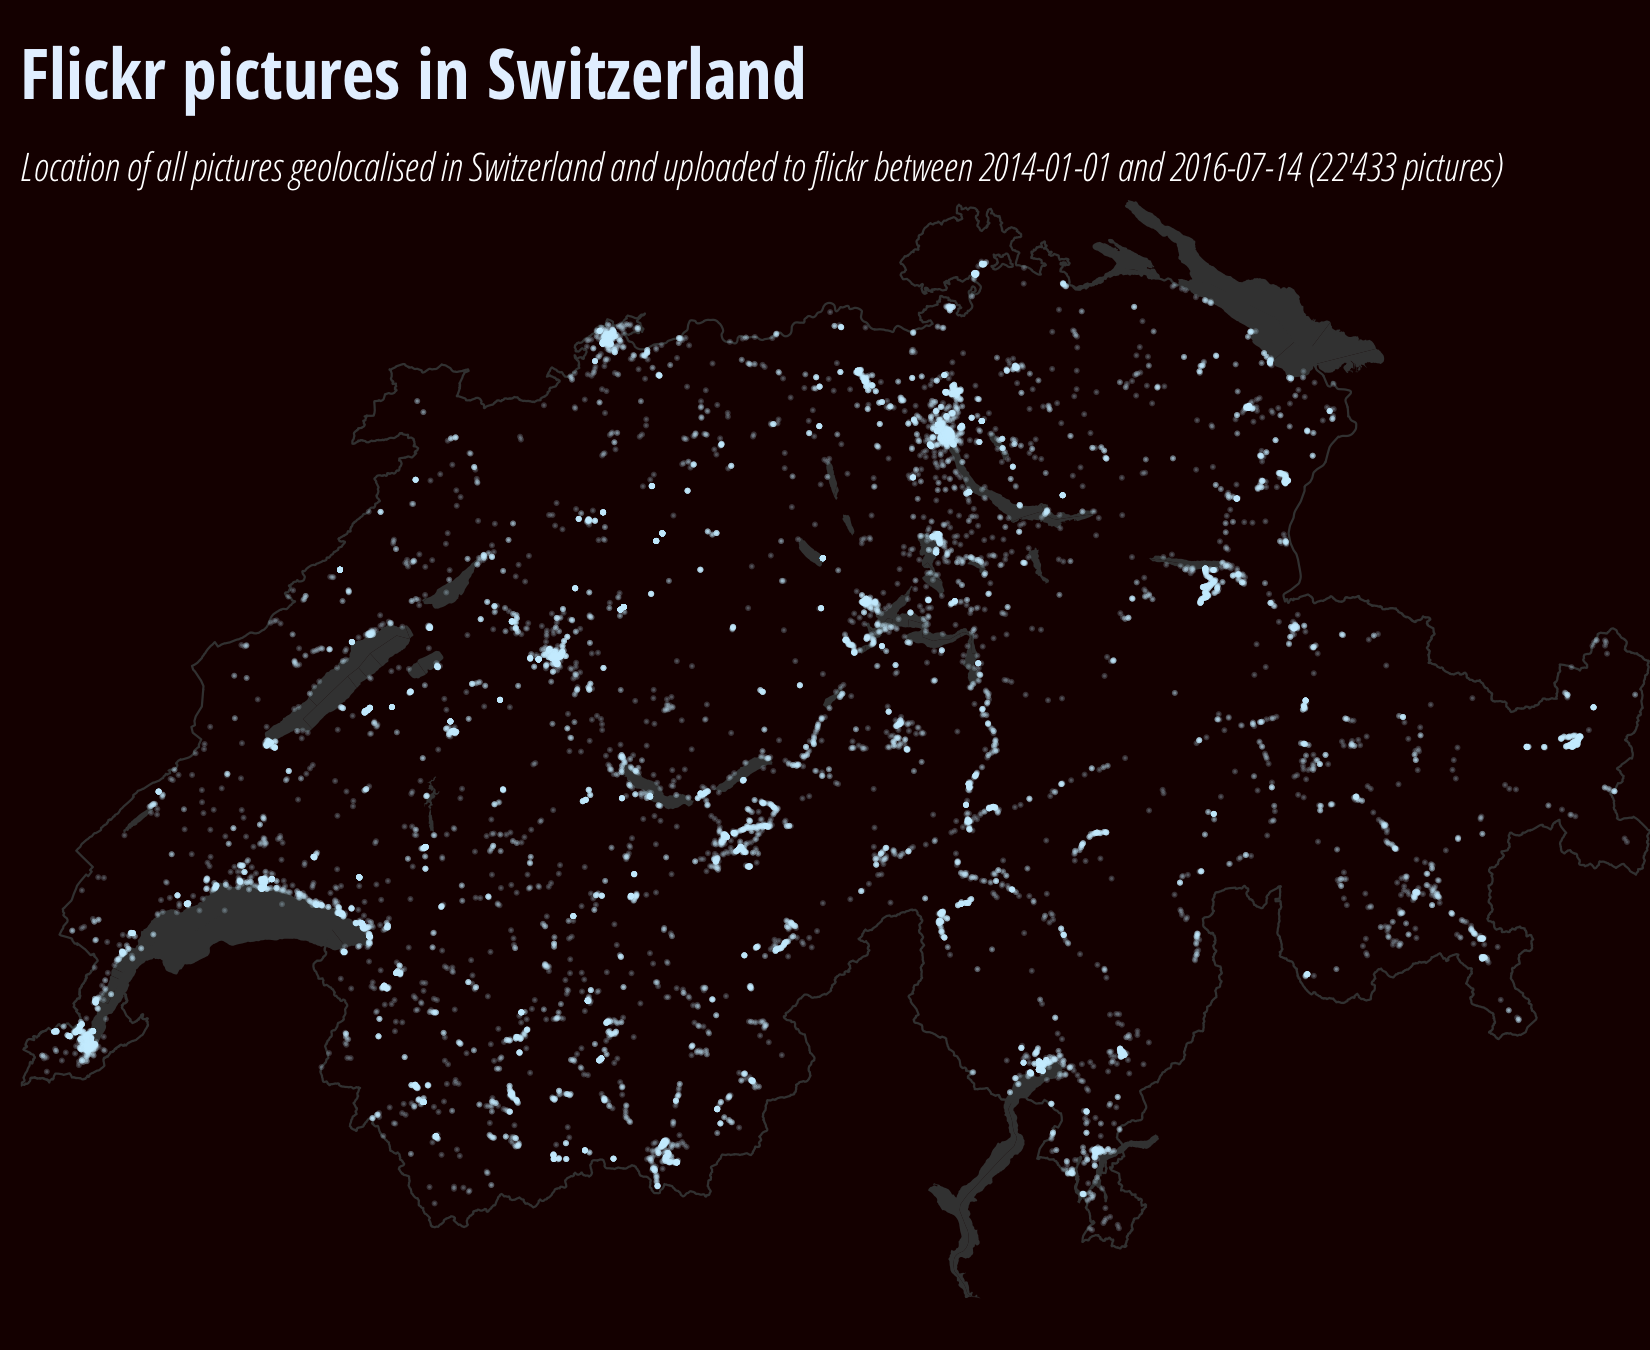 Flickr pictures in Switzerland
Location of all pictures geolocalised in Switzerland and uploaded to flickr between 2014-01-01 and 2016-07-14 (22'433 pictures)